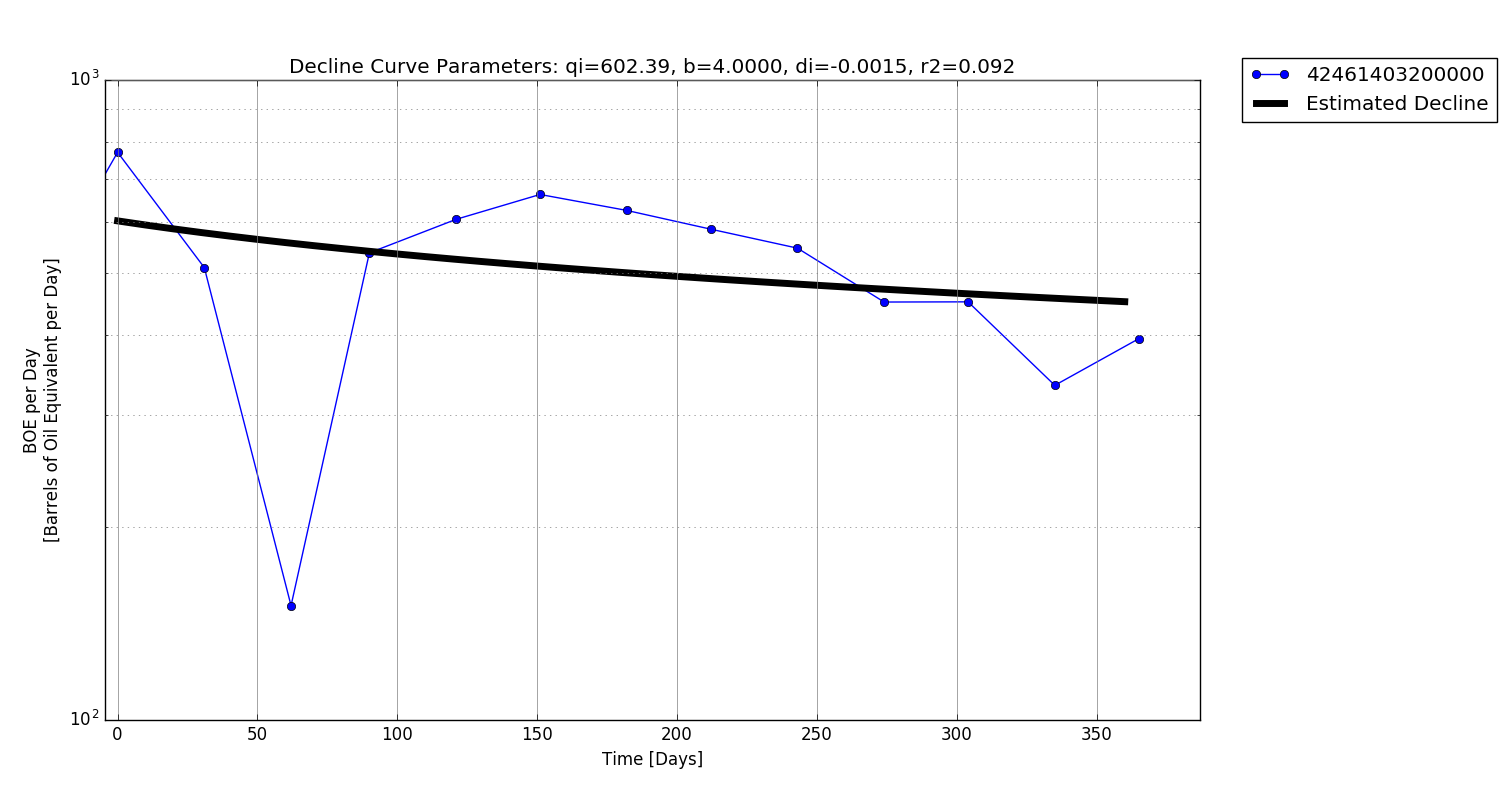 Decline Curve Parameters: qi=602.39, b=4.0000, di=-0.0015, r2=0.092
42461403200000
Estimated Decline
10^3
10^2
BOE per Day
[Barrels of Oil Equivalent per Day]
0 50 100 150 200 250 300 350
Time [Days]